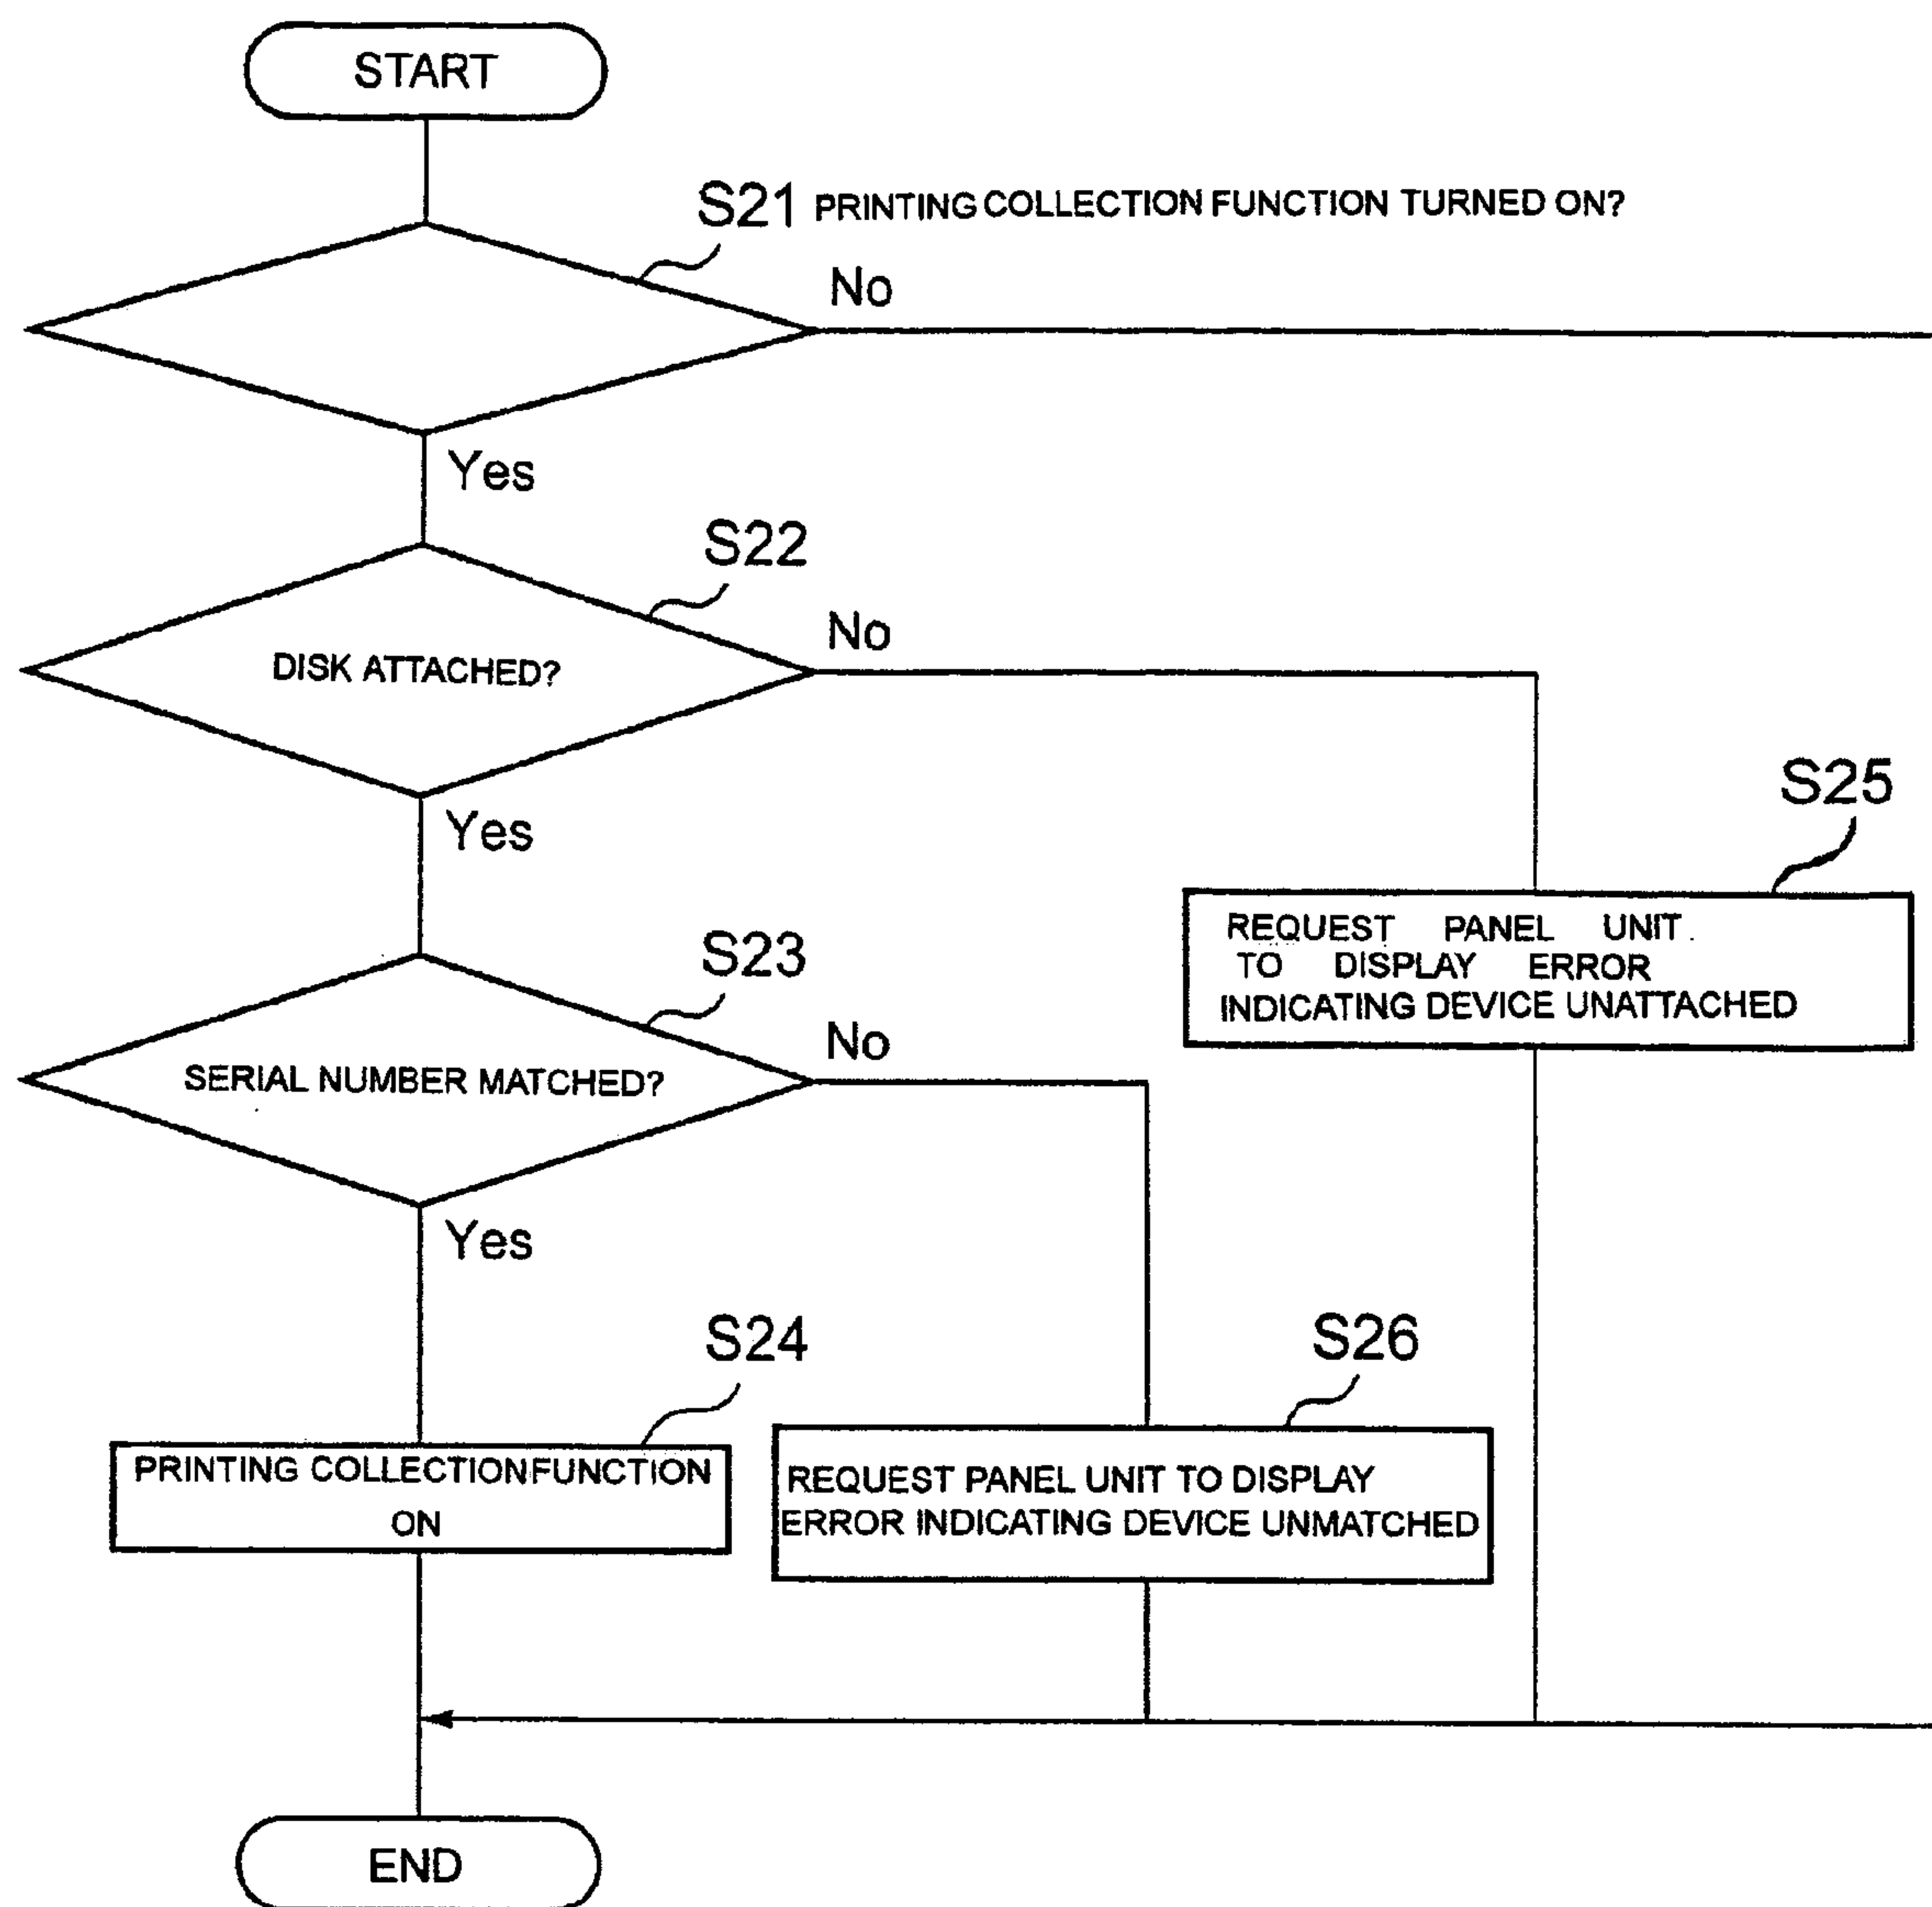 START
S21 PRINTING COLLECTION FUNCTION TURNED ON?
No
Yes
S22
No
DISK ATTACHED?
Yes
S25
REQUEST PANEL UNIT
TO DISPLAY ERROR
INDICATING DEVICE UNATTACHED
S23
No
SERIAL NUMBER MATCHED?
Yes
S24
PRINTING COLLECTION FUNCTION
ON
S26
REQUEST PANEL UNIT TO DISPLAY
ERROR INDICATING DEVICE UNMATCHED
END